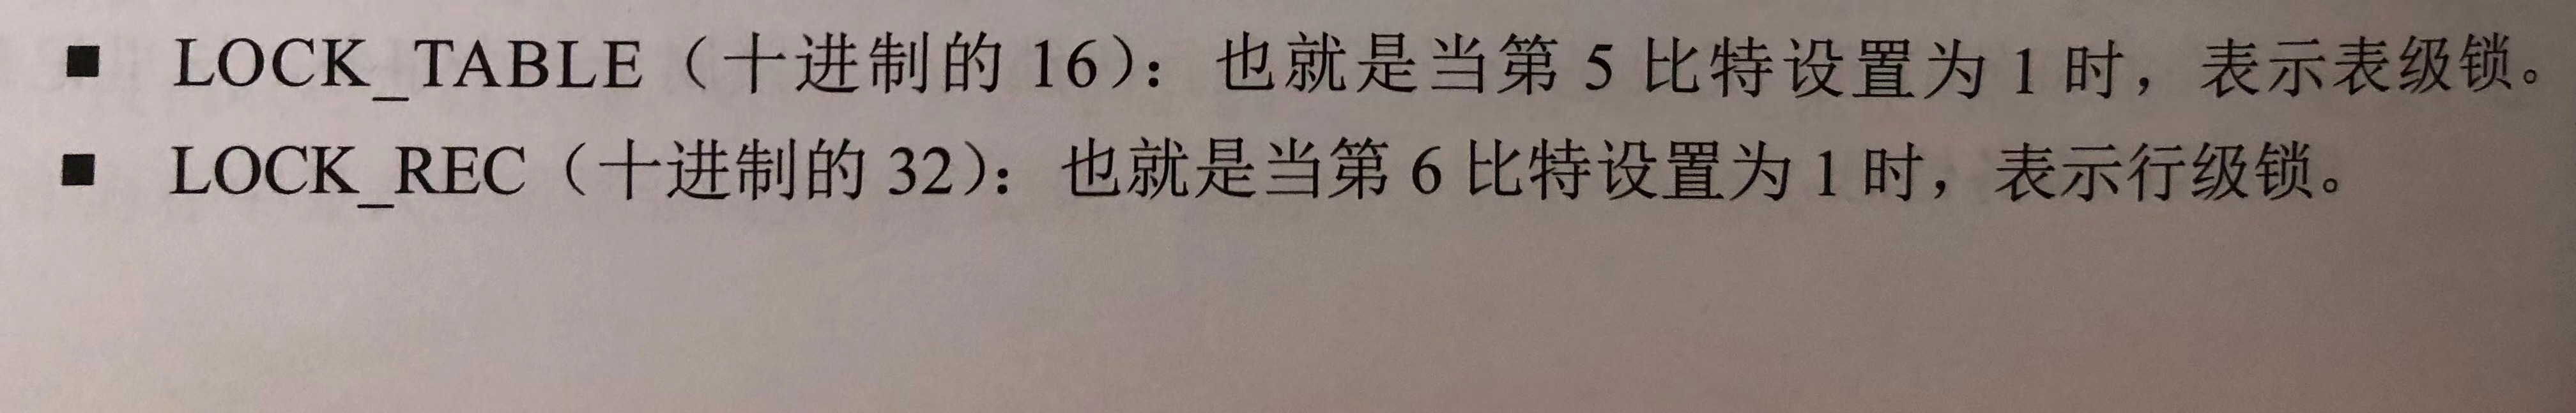 ■ LOCK_TABLE（十进制的 16）：也就是当第 5 比特设置为 1 时，表示表级锁。
■ LOCK_REC（十进制的 32）：也就是当第 6 比特设置为 1 时，表示行级锁。